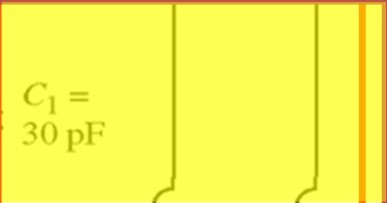 C₁ =
30 pF